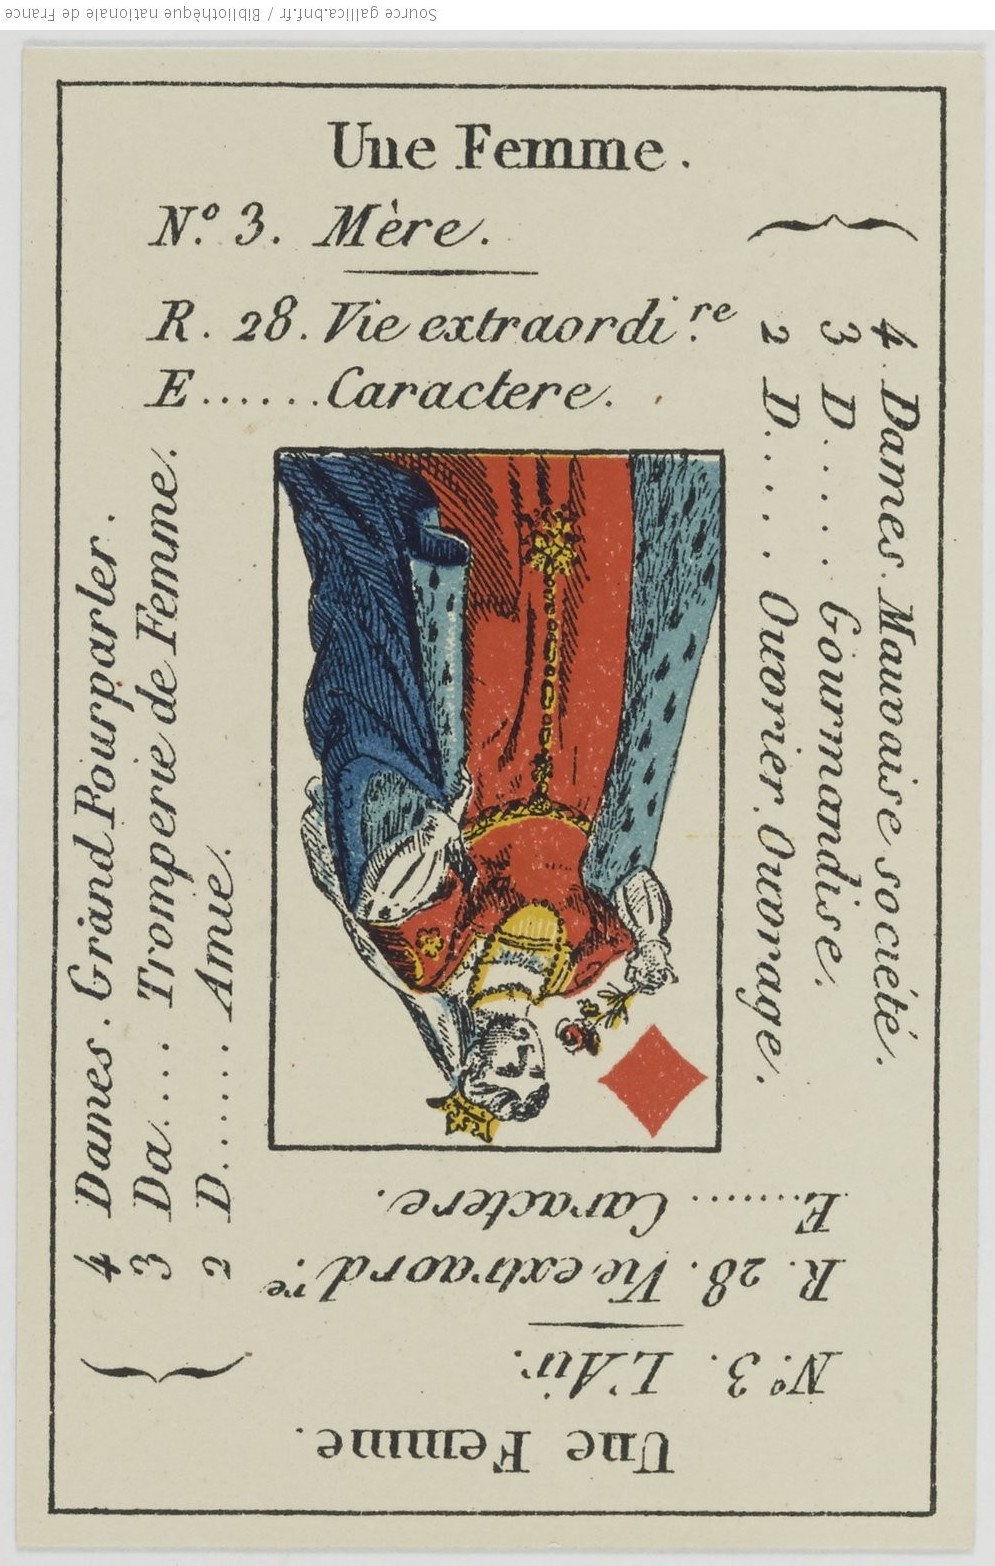 Source gallica.bnf.fr / Bibliothèque nationale de France
Une Femme.
N.º 3. Mère.
R. 28. Vie extraordi.re
E......Caractere.
4 Dames. Mauvaise société.
3 D..... Gourmandise.
2 D..... Ouvrier. Ouvrage.
4 Dames. Grand Pourparler.
3 Da.... Tromperie de Femme.
2 D...... Amie.
Une Femme.
N.º 3. L'Air.
R. 28. Vie extraord.re
E........ Caractere.